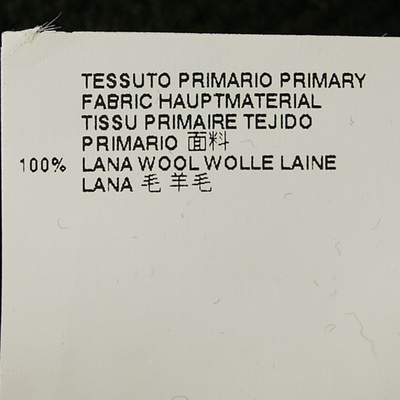 TESSUTO PRIMARIO PRIMARY
FABRIC HAUPTMATERIAL
TISSU PRIMAIRE TEJIDO
PRIMARIO 面料
100% LANA WOOL WOLLE LAINE
LANA 毛 羊毛